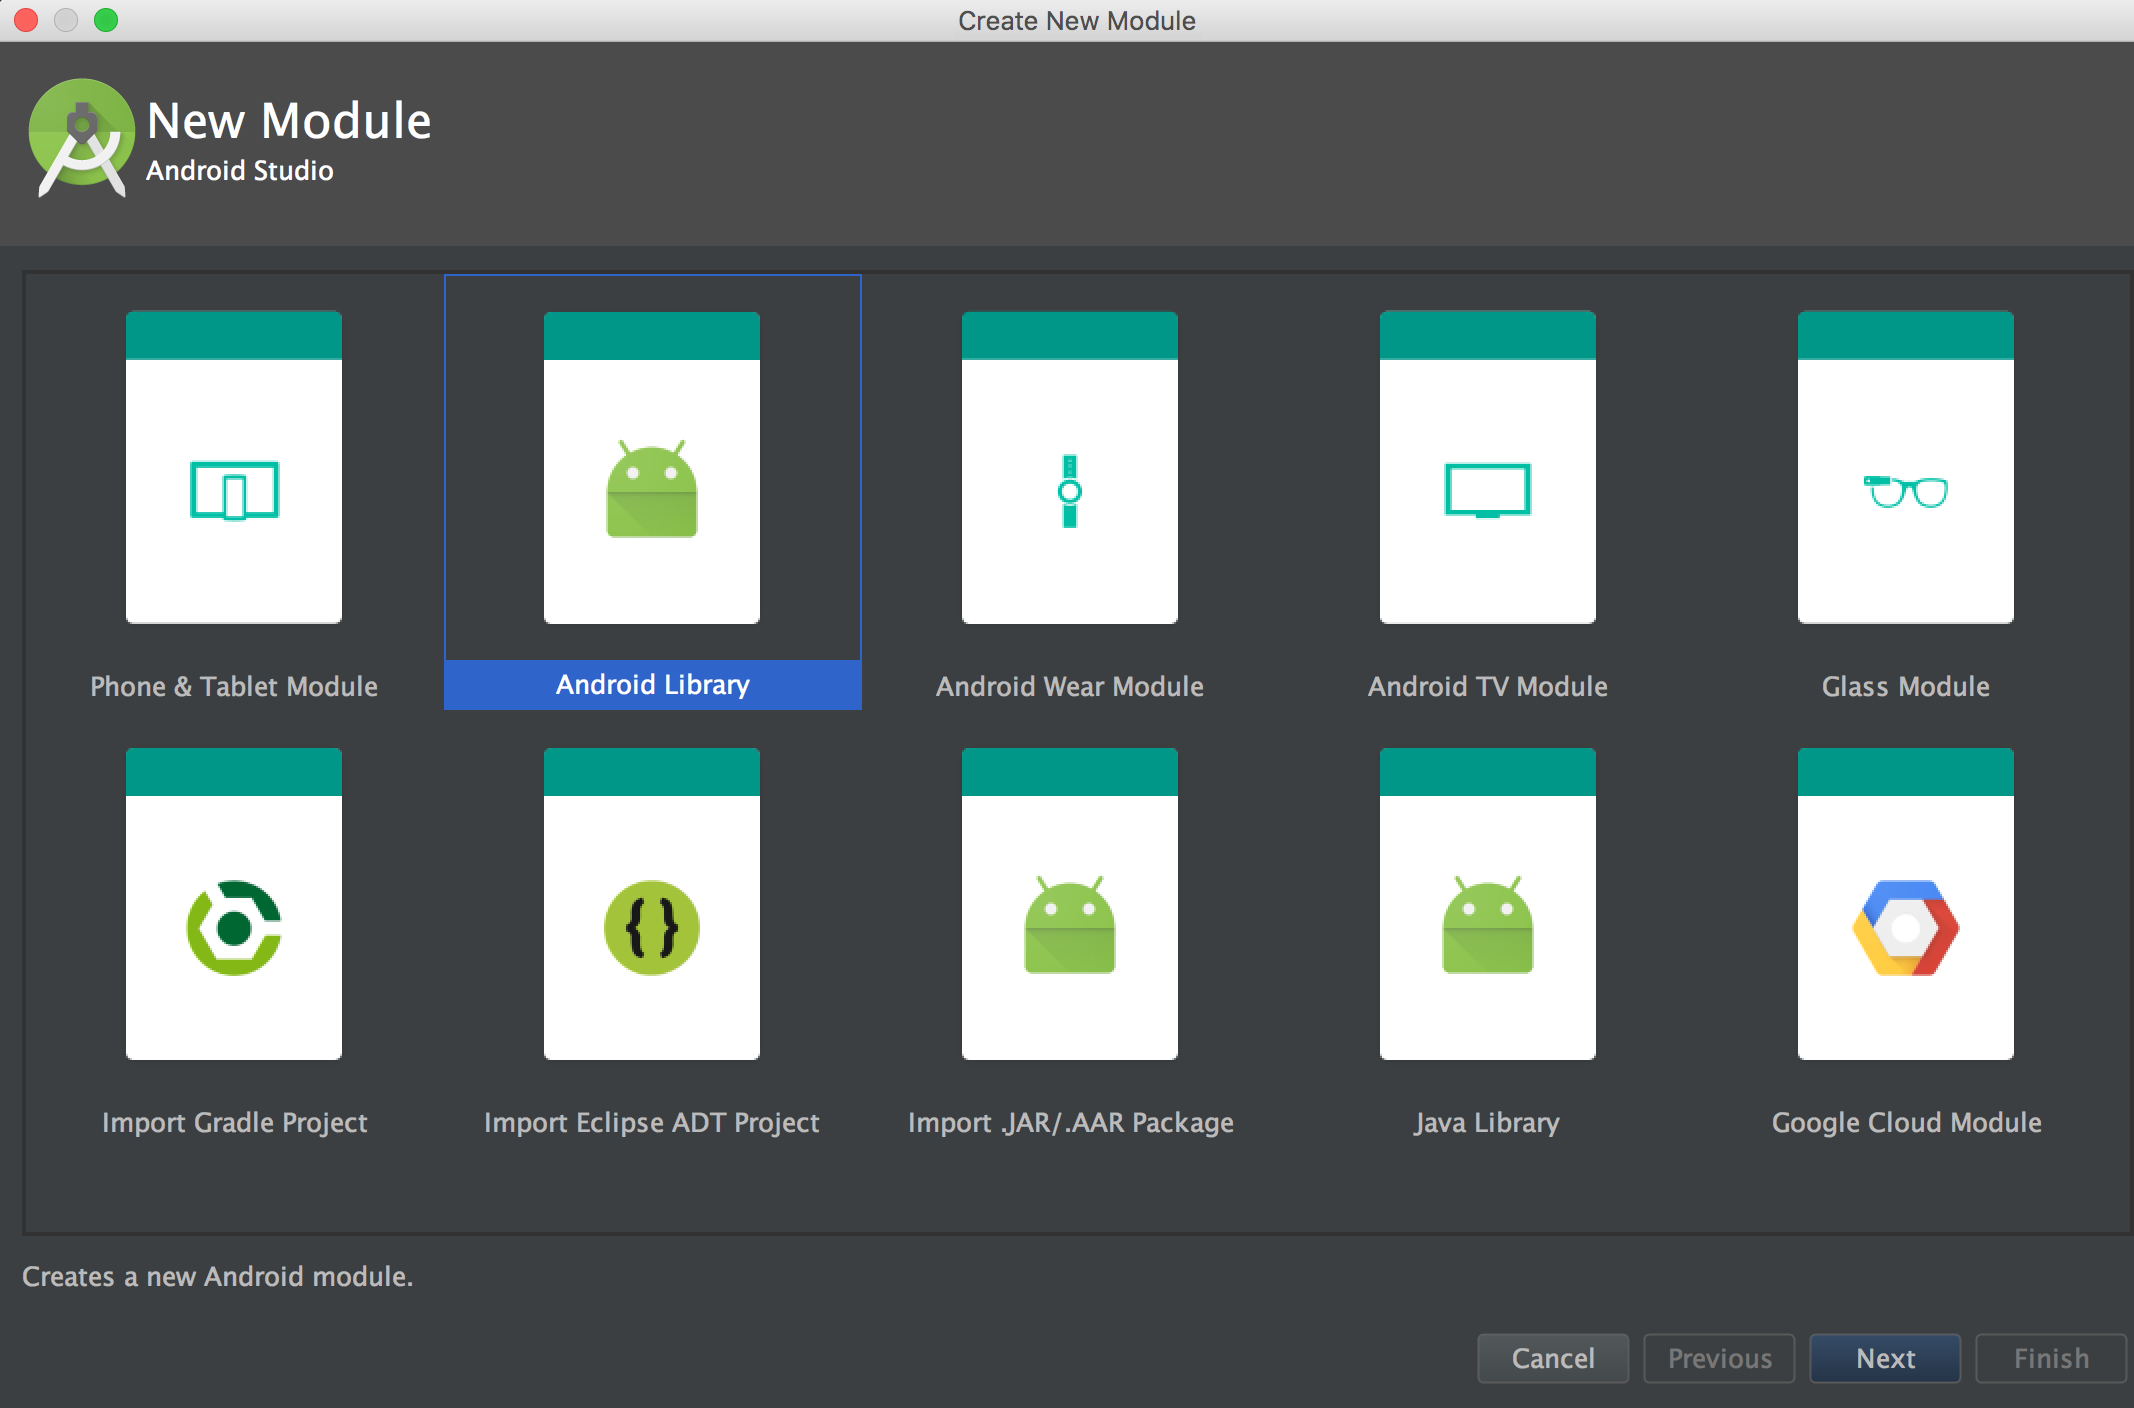 Create New Module
New Module
Android Studio
Phone & Tablet Module
Android Library
Android Wear Module
Android TV Module
Glass Module
Import Gradle Project
Import Eclipse ADT Project
Import .JAR/.AAR Package
Java Library
Google Cloud Module
Creates a new Android module.
Cancel
Previous
Next
Finish